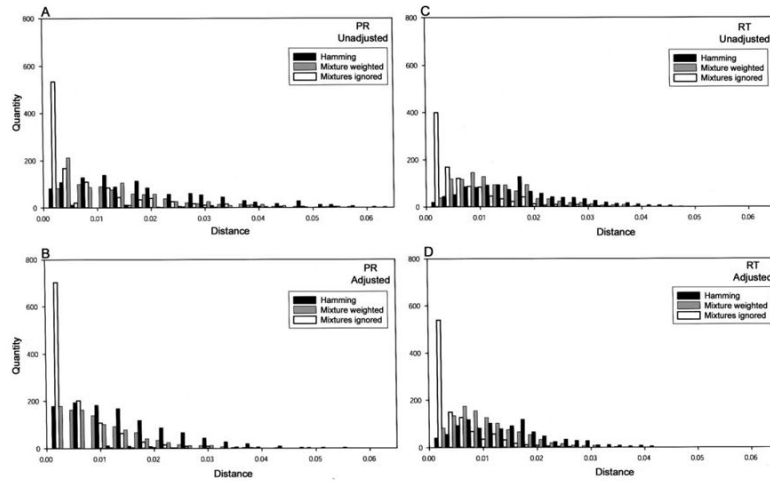 A
PR
Unadjusted
Hamming
Mixture weighted
Mixtures ignored
Quantity
800
600
400
200
0
0.00 0.01 0.02 0.03 0.04 0.05 0.06
Distance
B
PR
Adjusted
Hamming
Mixture weighted
Mixtures ignored
Quantity
800
600
400
200
0
0.00 0.01 0.02 0.03 0.04 0.05 0.06
Distance
C
RT
Unadjusted
Hamming
Mixture weighted
Mixtures ignored
800
600
400
200
0
0.00 0.01 0.02 0.03 0.04 0.05 0.06
Distance
D
RT
Adjusted
Hamming
Mixture weighted
Mixtures ignored
800
600
400
200
0
0.00 0.01 0.02 0.03 0.04 0.05 0.06
Distance